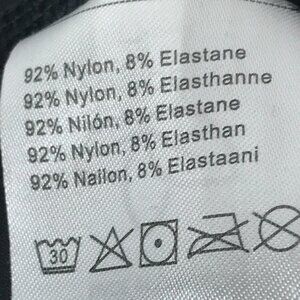 92% Nylon, 8% Elastane
92% Nylon, 8% Elasthanne
92% Nilón, 8% Elastane
92% Nylon, 8% Elasthan
92% Nailon, 8% Elastaani
30